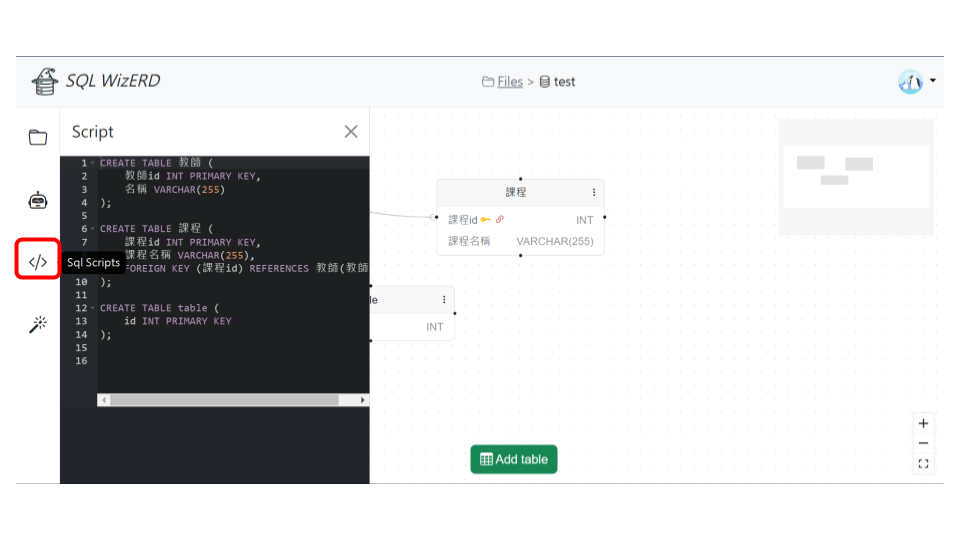 SQL WizERD
Files > test
Script
1 CREATE TABLE 教師 (
2 教師id INT PRIMARY KEY,
3 名稱 VARCHAR(255)
4 );
5
6 CREATE TABLE 課程 (
7 課程id INT PRIMARY KEY,
課程名稱 VARCHAR(255),
Sql Scripts
FOREIGN KEY (課程id) REFERENCES 教師(教師
10 );
11
12 CREATE TABLE table (
13 id INT PRIMARY KEY
14 );
15
16
課程
課程id INT
課程名稱 VARCHAR(255)
le
INT
Add table